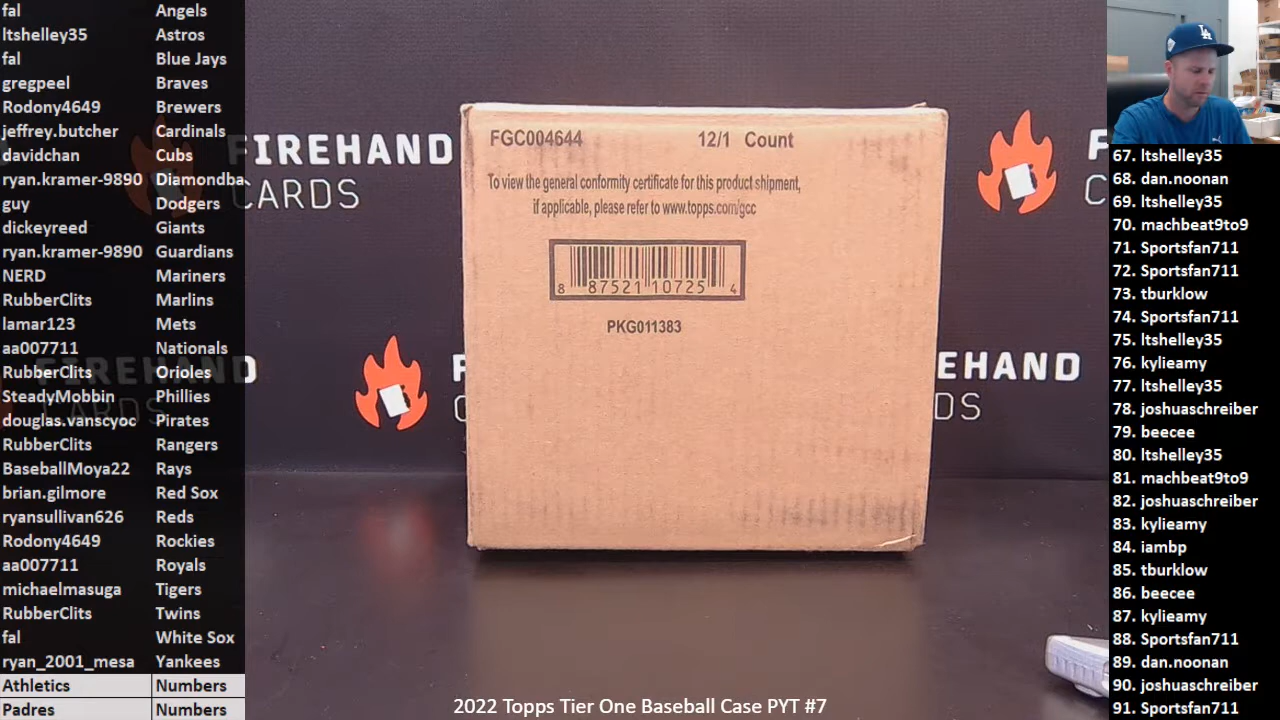 fal Angels
ltshelley35 Astros
fal Blue Jays
gregpeel Braves
Rodony4649 Brewers
jeffrey.butcher Cardinals
davidchan Cubs
ryan.kramer-9890 Diamondba
guy Dodgers
dickeyreed Giants
ryan.kramer-9890 Guardians
NERD Mariners
RubberClits Marlins
lamar123 Mets
aa007711 Nationals
RubberClits Orioles
SteadyMobbin Phillies
douglas.vanscyoc Pirates
RubberClits Rangers
BaseballMoya22 Rays
brian.gilmore Red Sox
ryansullivan626 Reds
Rodony4649 Rockies
aa007711 Royals
michaelmasuga Tigers
RubberClits Twins
fal White Sox
ryan_2001_mesa Yankees
Athletics Numbers
Padres Numbers
FIREHAND
CARDS
FIREHAND
CARDS
FGC004644 12/1 Count
To view the general conformity certificate for this product shipment,
if applicable, please refer to www.topps.com/gcc
8 87521 10725 4
PKG011383
EHAND
DS
2022 Topps Tier One Baseball Case PYT #7
LA
67. ltshelley35
68. dan.noonan
69. ltshelley35
70. machbeat9to9
71. Sportsfan711
72. Sportsfan711
73. tburklow
74. Sportsfan711
75. ltshelley35
76. kylieamy
77. ltshelley35
78. joshuaschreiber
79. beecee
80. ltshelley35
81. machbeat9to9
82. joshuaschreiber
83. kylieamy
84. iambp
85. tburklow
86. beecee
87. kylieamy
88. Sportsfan711
89. dan.noonan
90. joshuaschreiber
91. Sportsfan711